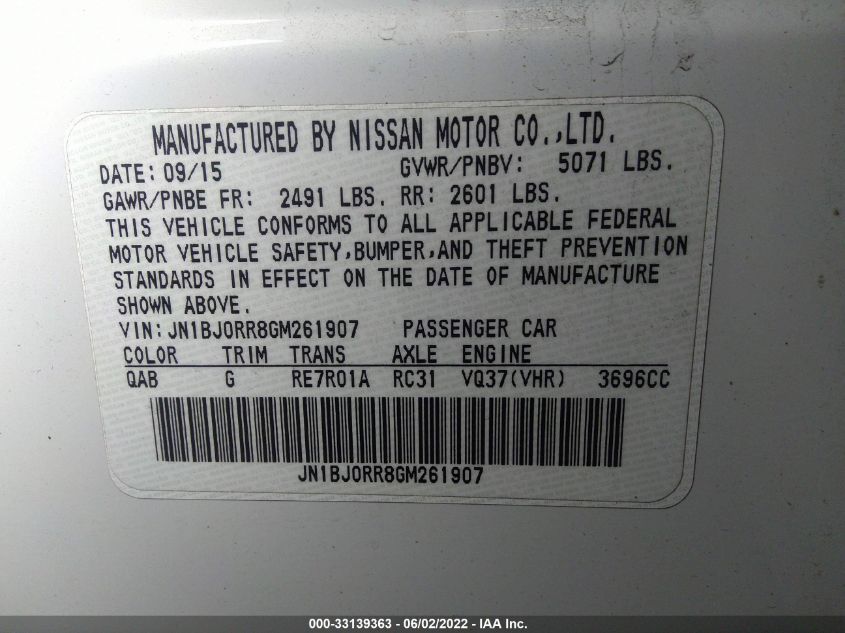 MANUFACTURED BY NISSAN MOTOR CO.,LTD.
DATE: 09/15 GVWR/PNBV: 5071 LBS.
GAWR/PNBE FR: 2491 LBS. RR: 2601 LBS.
THIS VEHICLE CONFORMS TO ALL APPLICABLE FEDERAL
MOTOR VEHICLE SAFETY,BUMPER,AND THEFT PREVENTION
STANDARDS IN EFFECT ON THE DATE OF MANUFACTURE
SHOWN ABOVE.
VIN: JN1BJ0RR8GM261907 PASSENGER CAR
COLOR TRIM TRANS AXLE ENGINE
QAB G RE7R01A RC31 VQ37(VHR) 3696CC
JN1BJ0RR8GM261907
000-33139363 - 06/02/2022 - IAA Inc.